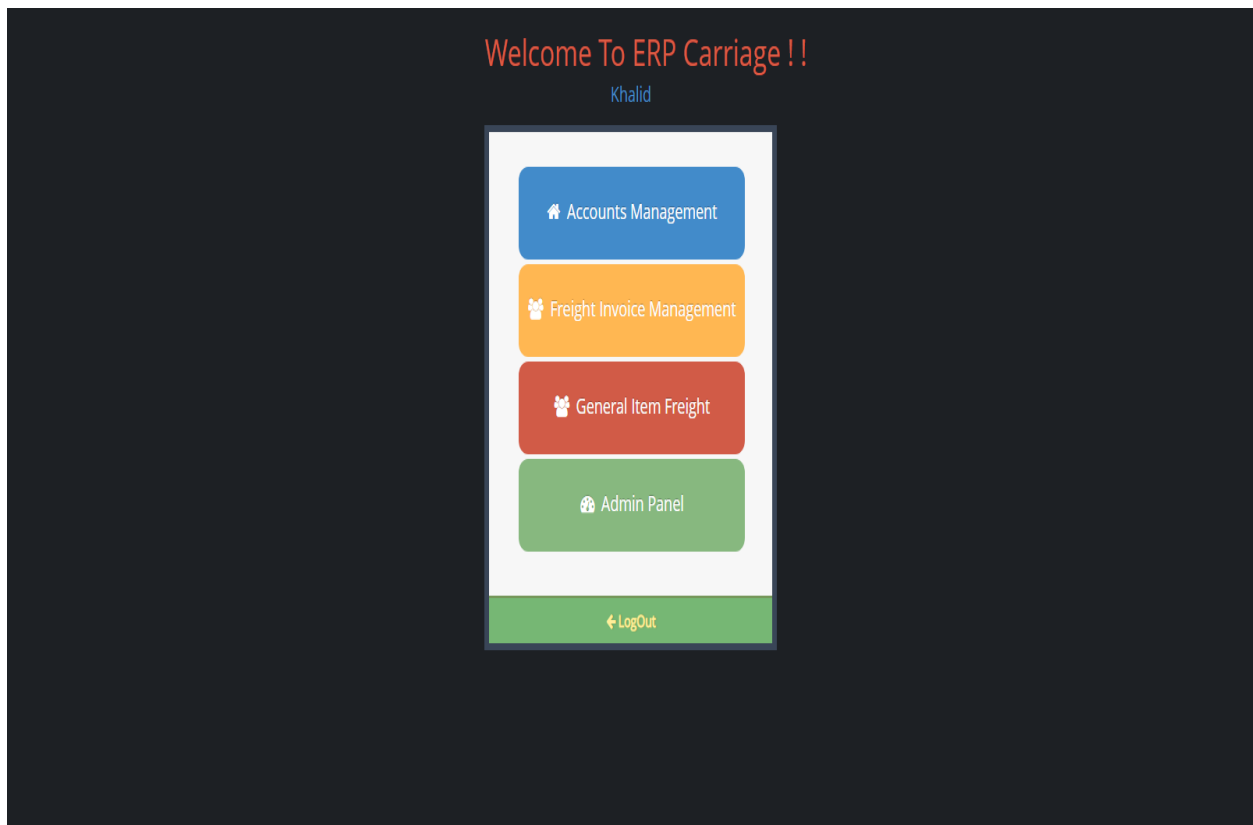 Welcome To ERP Carriage ! !
Khalid
Accounts Management
Freight Invoice Management
General Item Freight
Admin Panel
LogOut